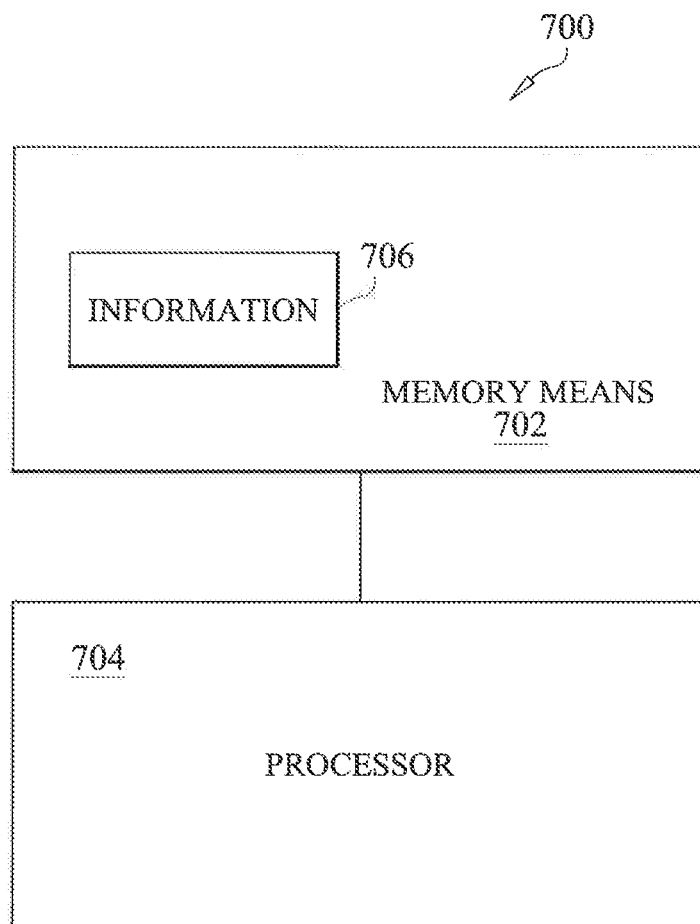 700
706
INFORMATION
MEMORY MEANS
702
704
PROCESSOR